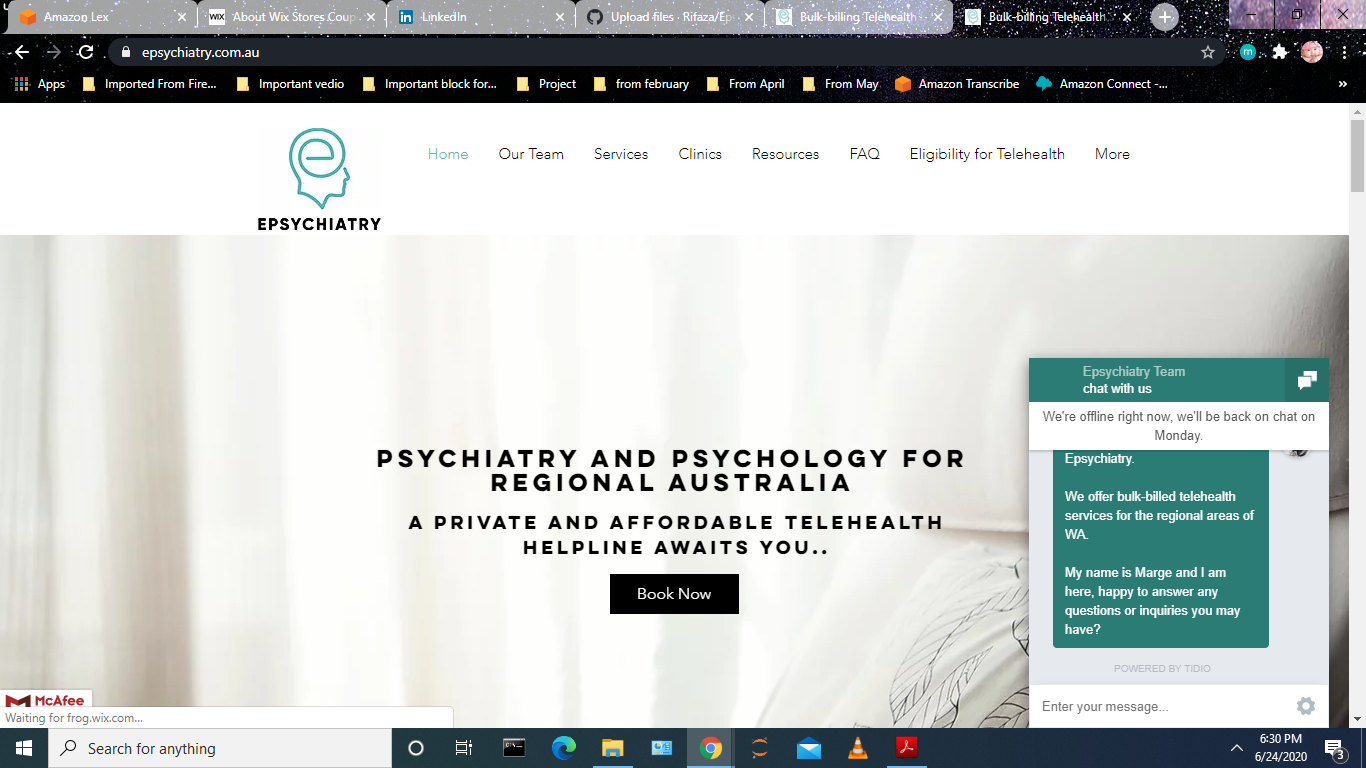 Amazon Lex
About Wix Stores Coup
LinkedIn
Upload files · Rifaza/Ep
Bulk-billing Telehealth
Bulk-billing Telehealth
epsychiatry.com.au
Apps
Imported From Fire...
Important vedio
Important block for...
Project
from february
From April
From May
Amazon Transcribe
Amazon Connect -...
»
EPSYCHIATRY
Home
Our Team
Services
Clinics
Resources
FAQ
Eligibility for Telehealth
More
PSYCHIATRY AND PSYCHOLOGY FOR
REGIONAL AUSTRALIA
A PRIVATE AND AFFORDABLE TELEHEALTH
HELPLINE AWAITS YOU..
Book Now
Epsychiatry Team
chat with us
We're offline right now, we'll be back on chat on
Monday.
Epsychiatry.
We offer bulk-billed telehealth
services for the regional areas of
WA.
My name is Marge and I am
here, happy to answer any
questions or inquiries you may
have?
POWERED BY TIDIO
Enter your message...
McAfee
Waiting for frog.wix.com...
Search for anything
6:30 PM
6/24/2020
3